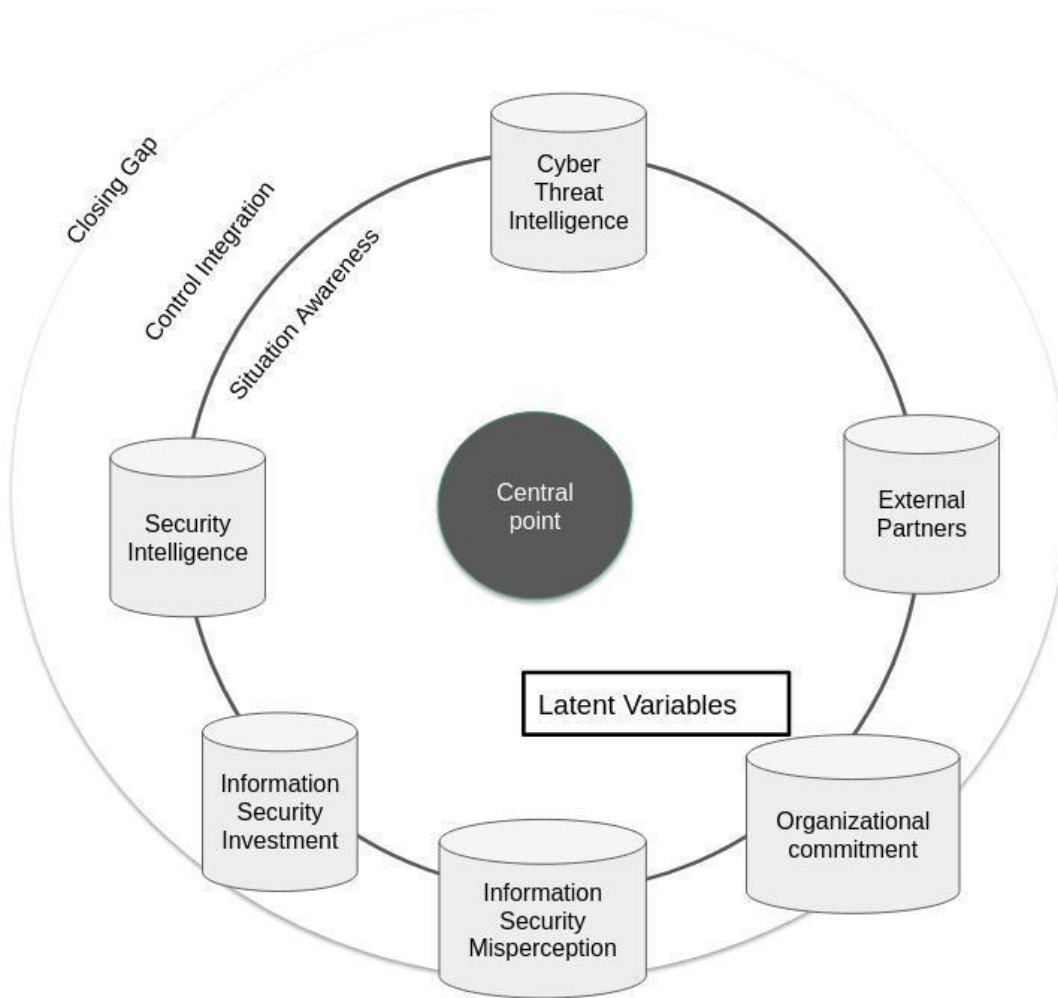 Closing Gap
Control Integration
Situation Awareness
Cyber
Threat
Intelligence
Central
point
Security
Intelligence
External
Partners
Latent Variables
Information
Security
Investment
Information
Security
Misperception
Organizational
commitment